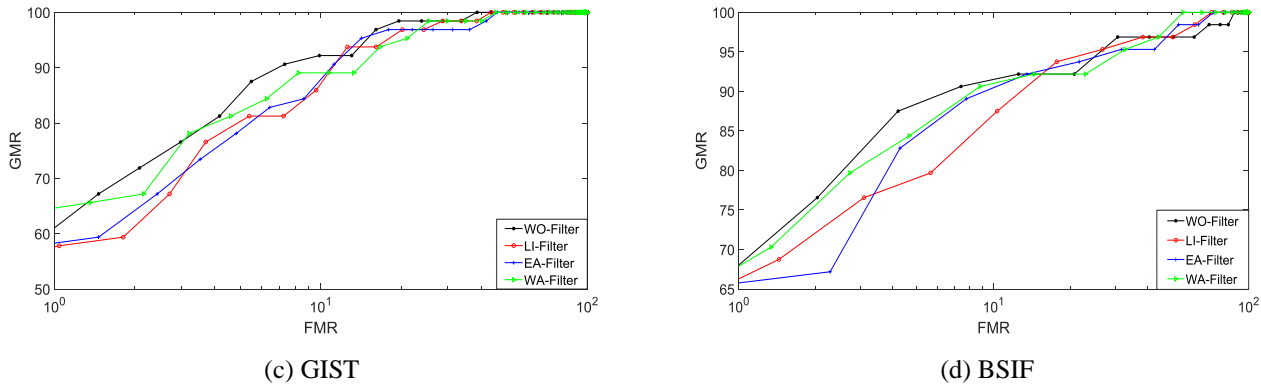 100
90
80
70
60
50
GMR
10^0
10^1
10^2
FMR
WO-Filter
LI-Filter
EA-Filter
WA-Filter
(c) GIST
100
95
90
85
80
75
70
65
GMR
10^0
10^1
10^2
FMR
WO-Filter
LI-Filter
EA-Filter
WA-Filter
(d) BSIF